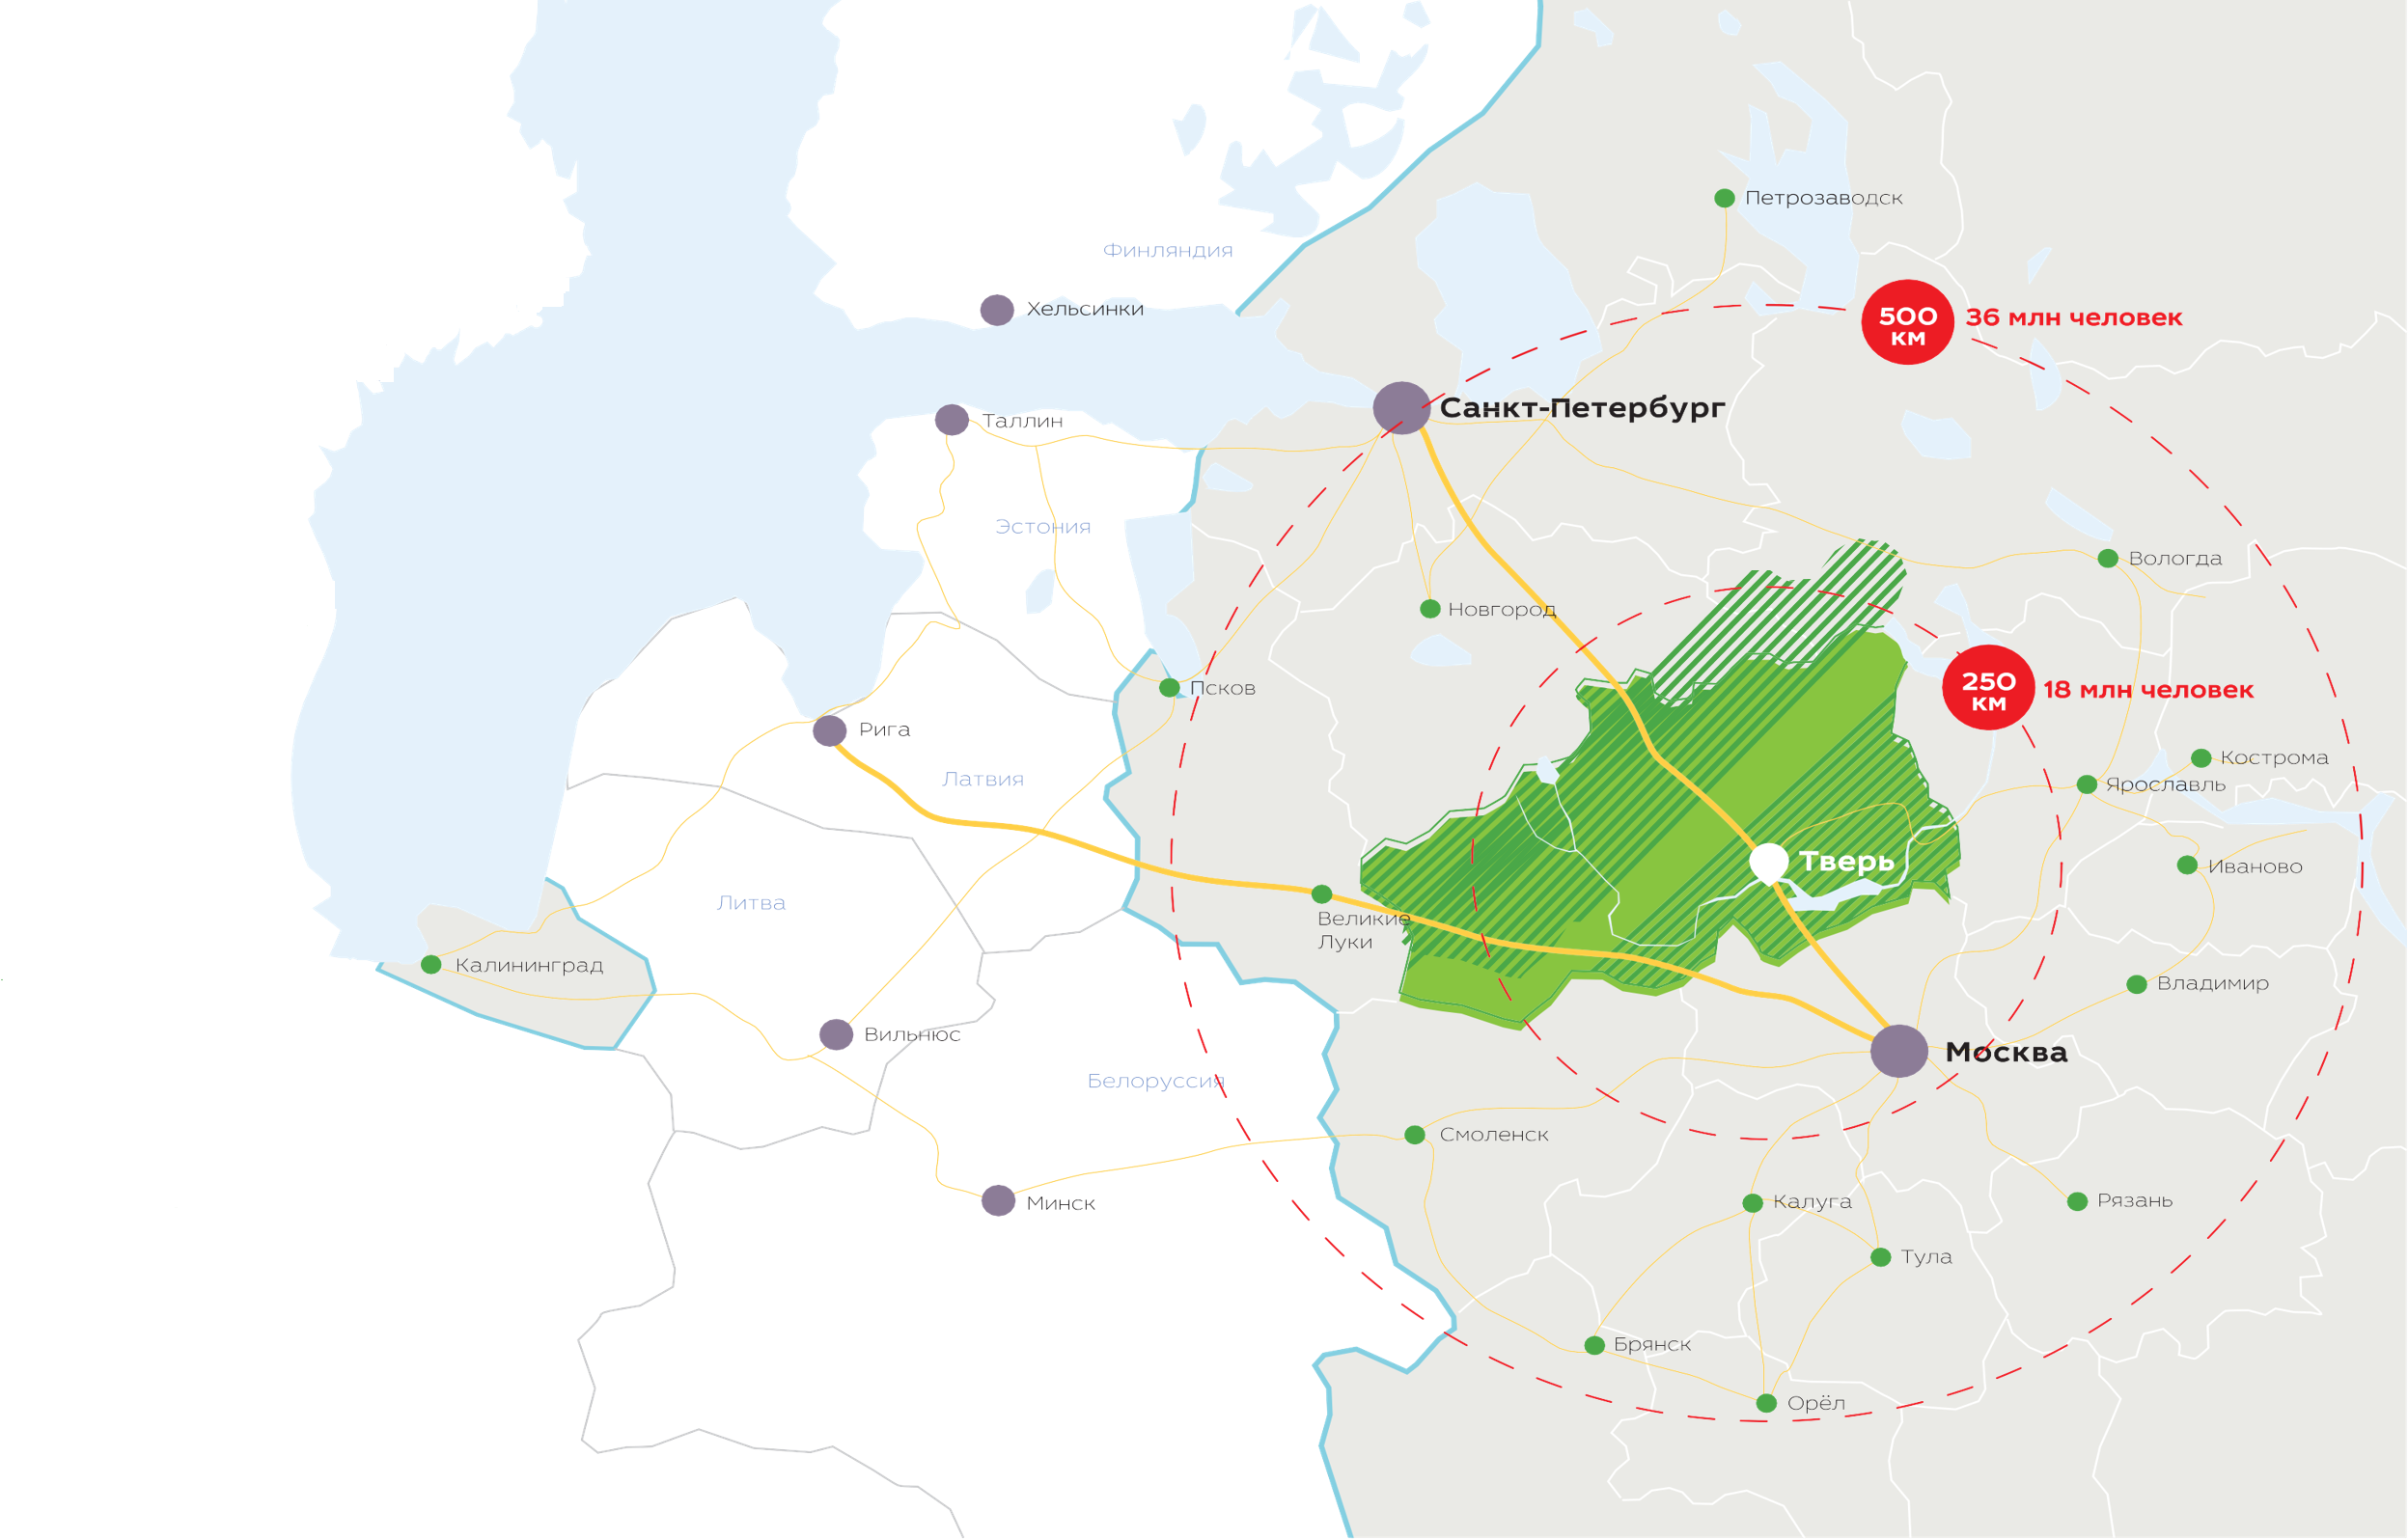 Петрозаводск
Финляндия
Хельсинки
500
км
36 млн человек
Санкт-Петербург
Таллин
Эстония
Вологда
Новгород
250
км
18 млн человек
Псков
Рига
Кострома
Латвия
Ярославль
Тверь
Иваново
Литва
Великие
Луки
Калининград
Владимир
Вильнюс
Москва
Белоруссия
Смоленск
Минск
Калуга
Рязань
Тула
Брянск
Орёл